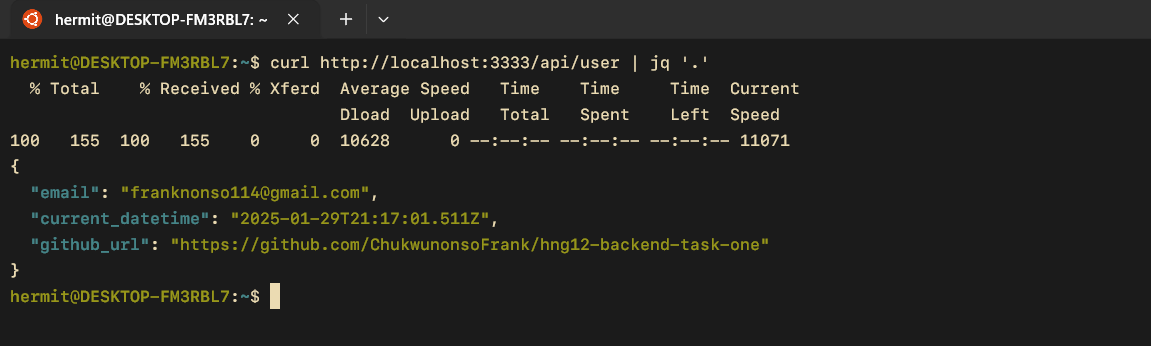 hermit@DESKTOP-FM3RBL7: ~
hermit@DESKTOP-FM3RBL7:~$ curl http://localhost:3333/api/user | jq '.'
  % Total    % Received % Xferd  Average Speed   Time    Time     Time  Current
                                 Dload  Upload   Total   Spent    Left  Speed
100   155  100   155    0     0  10628      0 --:--:-- --:--:-- --:--:-- 11071
{
  "email": "franknonso114@gmail.com",
  "current_datetime": "2025-01-29T21:17:01.511Z",
  "github_url": "https://github.com/ChukwunonsoFrank/hng12-backend-task-one"
}
hermit@DESKTOP-FM3RBL7:~$